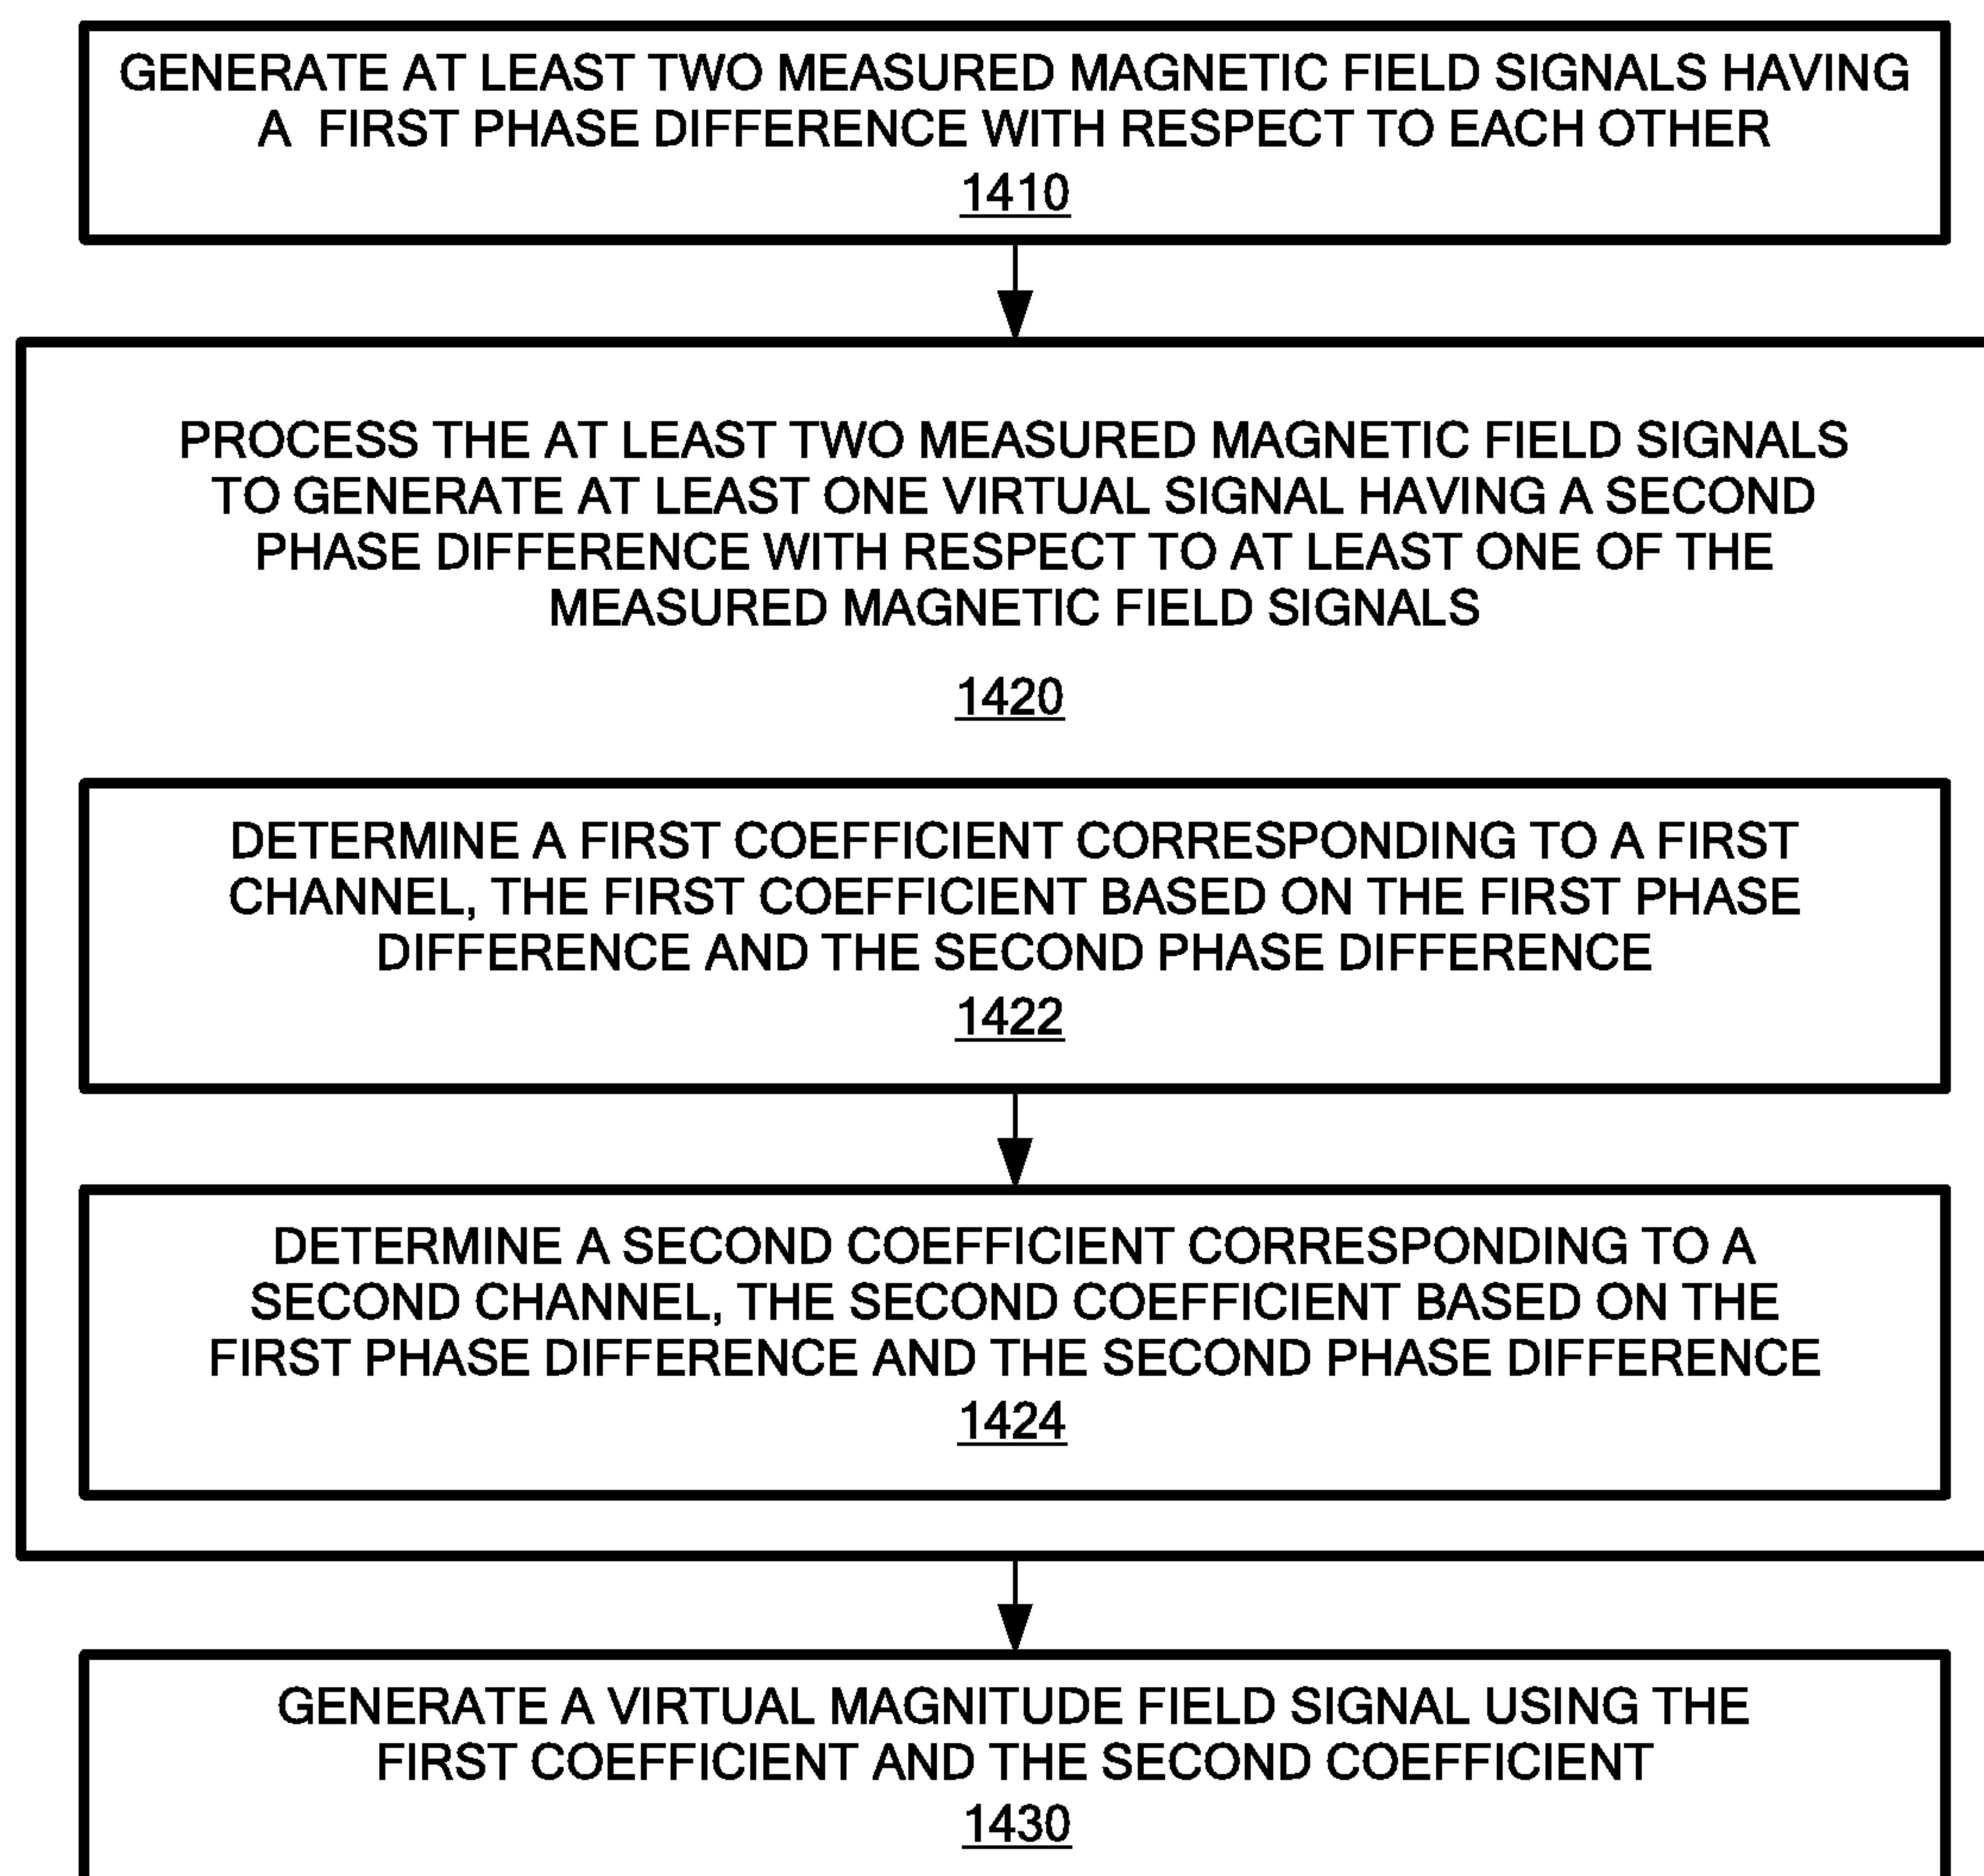 GENERATE AT LEAST TWO MEASURED MAGNETIC FIELD SIGNALS HAVING
A FIRST PHASE DIFFERENCE WITH RESPECT TO EACH OTHER
1410
PROCESS THE AT LEAST TWO MEASURED MAGNETIC FIELD SIGNALS
TO GENERATE AT LEAST ONE VIRTUAL SIGNAL HAVING A SECOND
PHASE DIFFERENCE WITH RESPECT TO AT LEAST ONE OF THE
MEASURED MAGNETIC FIELD SIGNALS
1420
DETERMINE A FIRST COEFFICIENT CORRESPONDING TO A FIRST
CHANNEL, THE FIRST COEFFICIENT BASED ON THE FIRST PHASE
DIFFERENCE AND THE SECOND PHASE DIFFERENCE
1422
DETERMINE A SECOND COEFFICIENT CORRESPONDING TO A
SECOND CHANNEL, THE SECOND COEFFICIENT BASED ON THE
FIRST PHASE DIFFERENCE AND THE SECOND PHASE DIFFERENCE
1424
GENERATE A VIRTUAL MAGNITUDE FIELD SIGNAL USING THE
FIRST COEFFICIENT AND THE SECOND COEFFICIENT
1430